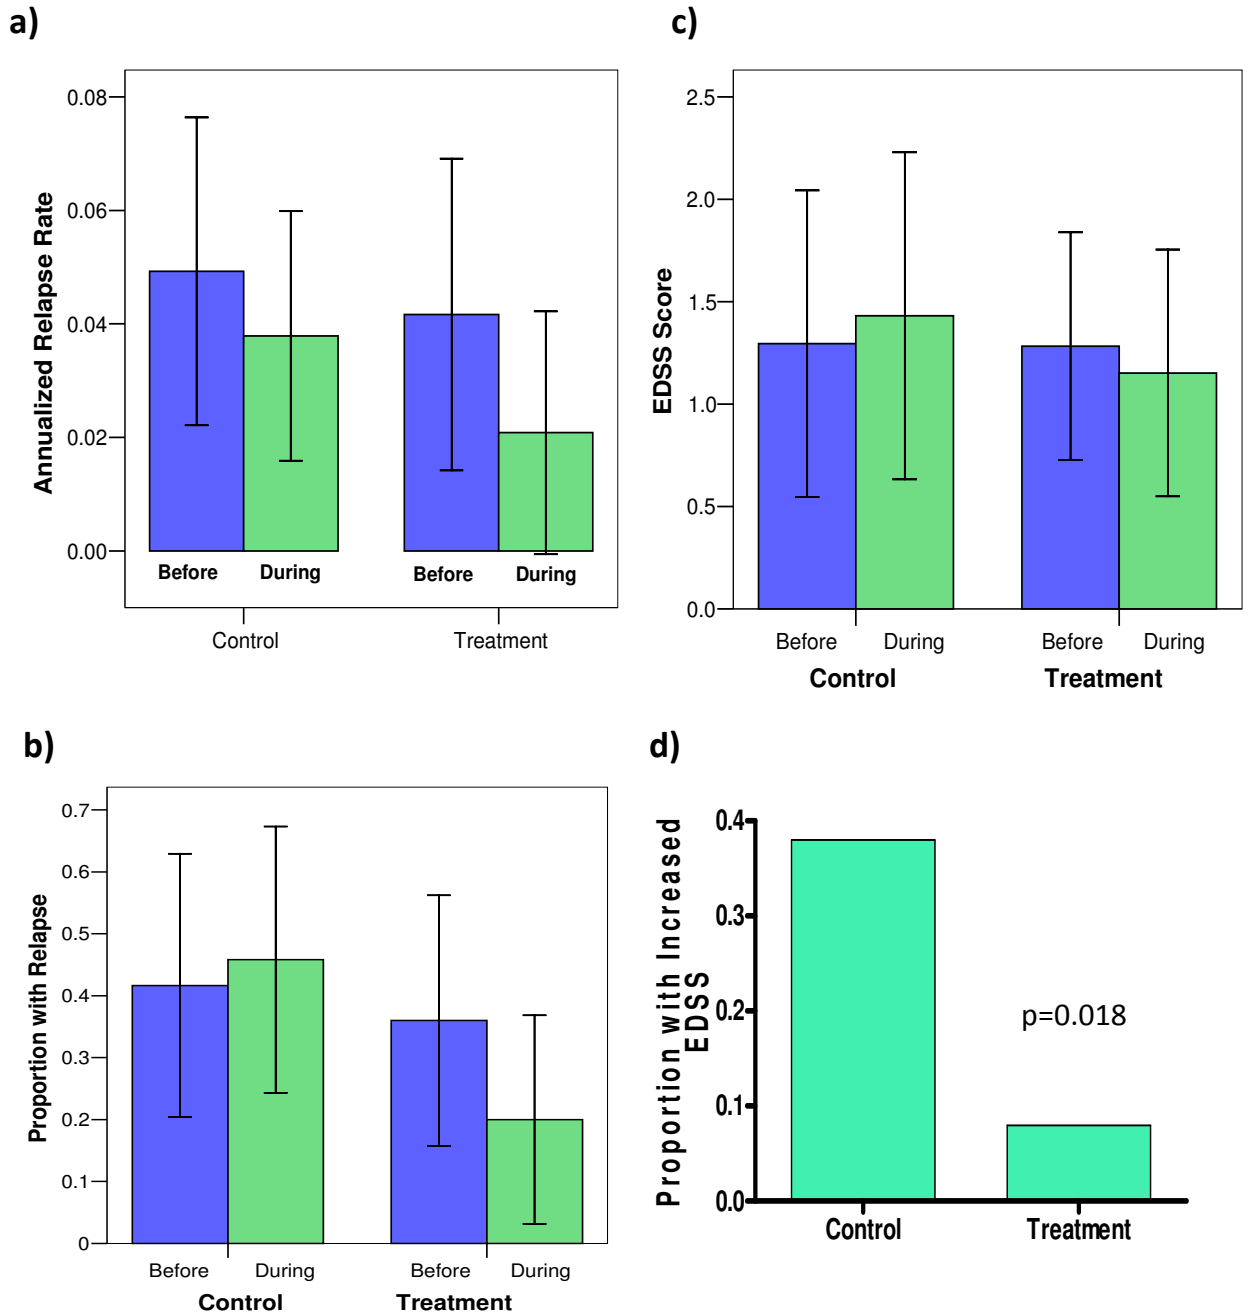 a)
Annualized Relapse Rate
0.08
0.06
0.04
0.02
0.00
Before During Before During
Control Treatment
c)
EDSS Score
2.5
2.0
1.5
1.0
0.5
0.0
Before During Before During
Control Treatment
b)
Proportion with Relapse
0.7
0.6
0.5
0.4
0.3
0.2
0.1
0
Before During Before During
Control Treatment
d)
Proportion with Increased
EDSS
0.4
0.3
0.2
0.1
0.0
p=0.018
Control Treatment